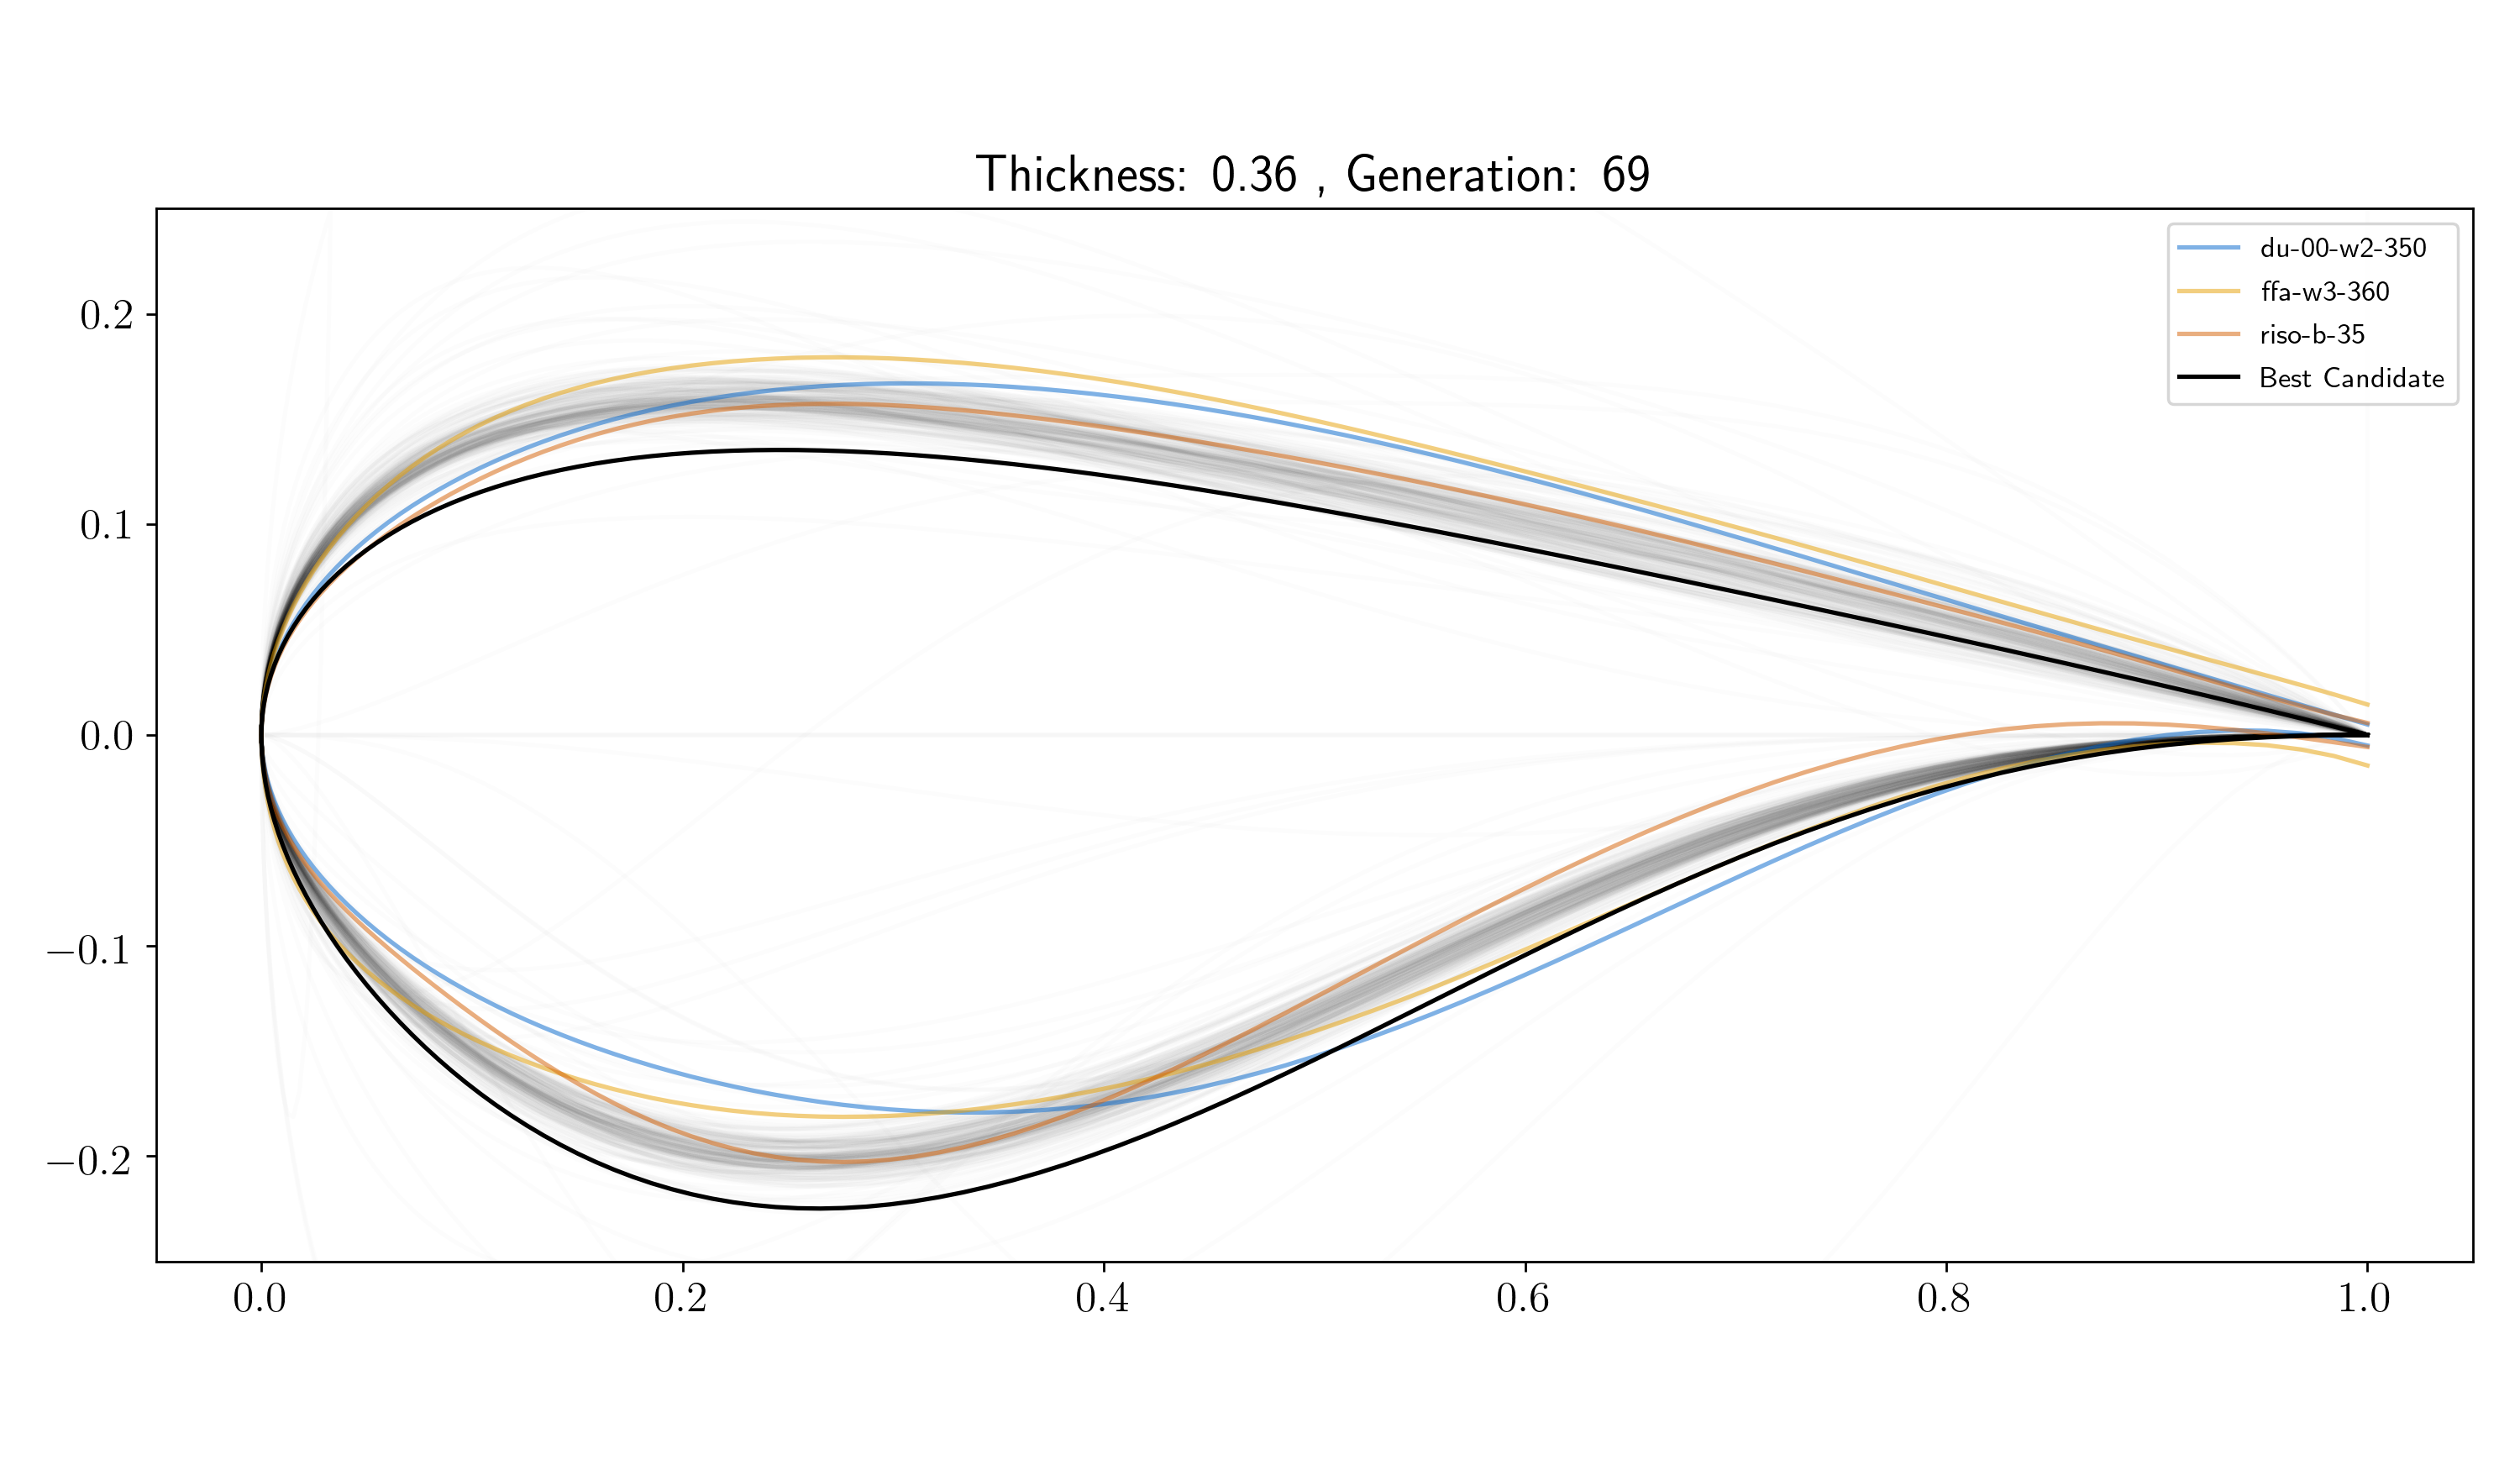 Thickness: 0.36 , Generation: 69
du-00-w2-350
ffa-w3-360
riso-b-35
Best Candidate
0.2
0.1
0.0
−0.1
−0.2
0.0 0.2 0.4 0.6 0.8 1.0